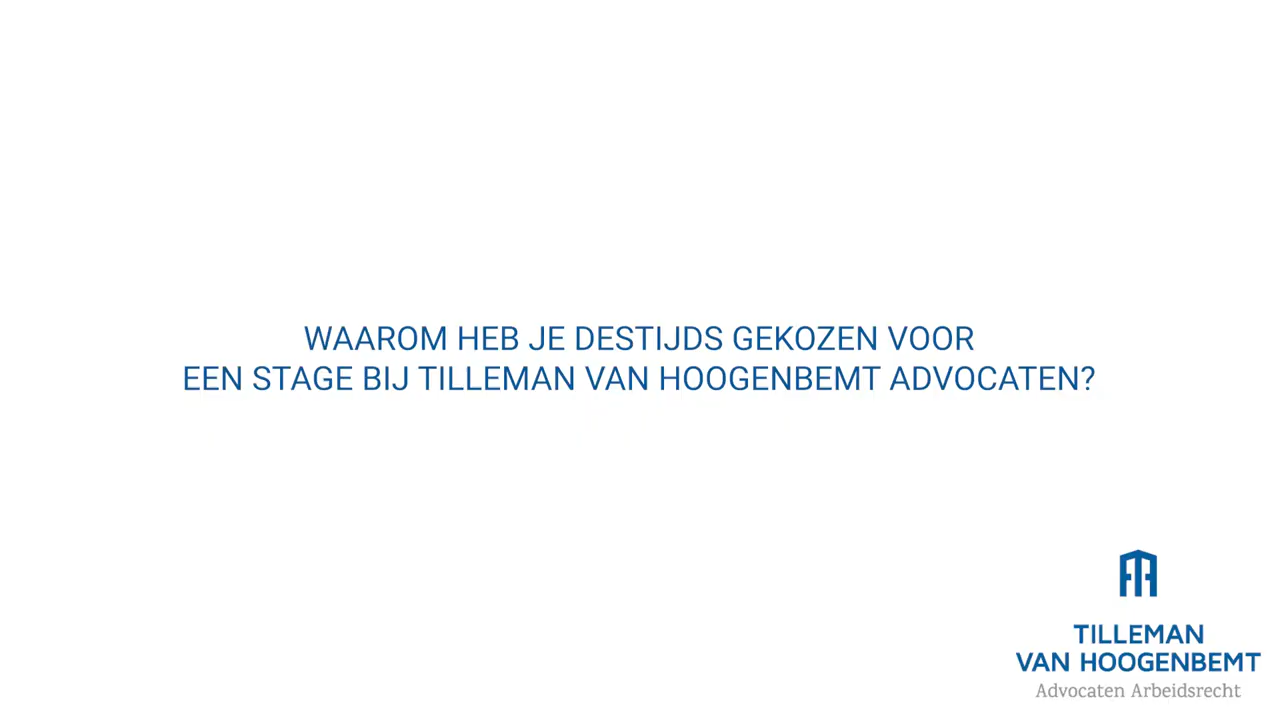 WAAROM HEB JE DESTIJDS GEKOZEN VOOR
EEN STAGE BIJ TILLEMAN VAN HOOGENBEMT ADVOCATEN?
TILLEMAN
VAN HOOGENBEMT
Advocaten Arbeidsrecht